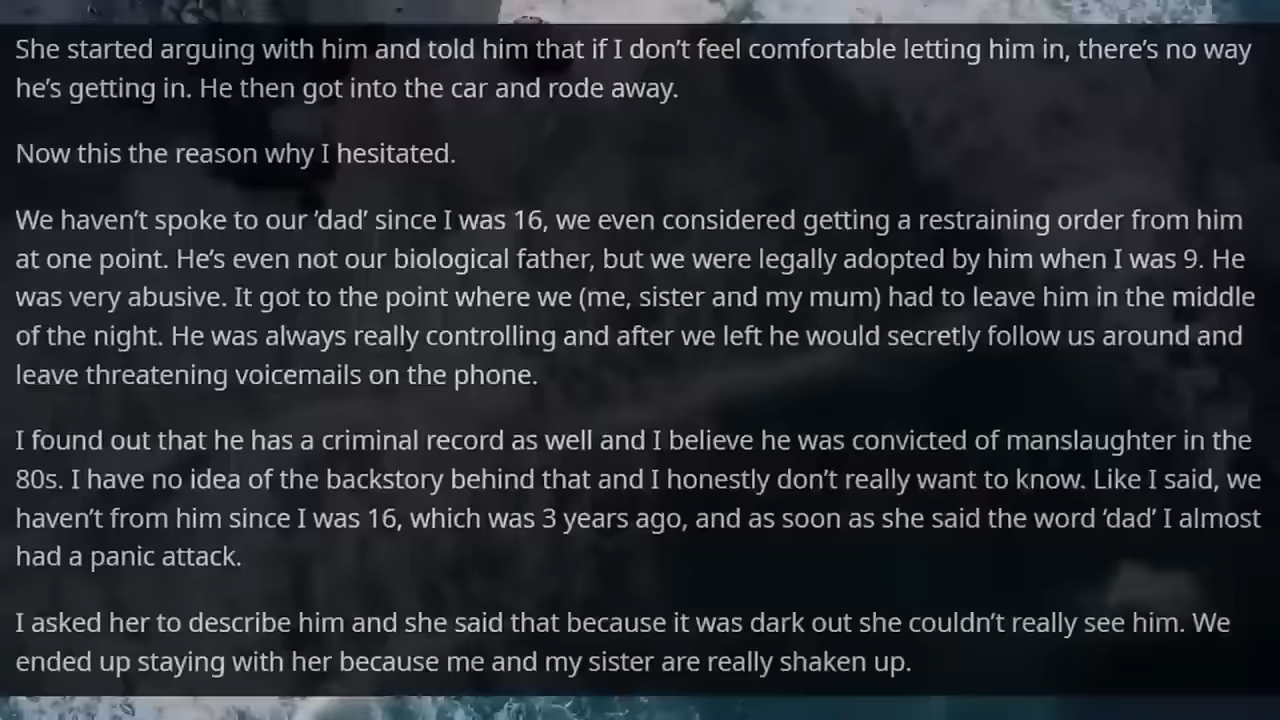 She started arguing with him and told him that if I don’t feel comfortable letting him in, there’s no way
he’s getting in. He then got into the car and rode away.
Now this the reason why I hesitated.
We haven’t spoke to our ‘dad’ since I was 16, we even considered getting a restraining order from him
at one point. He’s even not our biological father, but we were legally adopted by him when I was 9. He
was very abusive. It got to the point where we (me, sister and my mum) had to leave him in the middle
of the night. He was always really controlling and after we left he would secretly follow us around and
leave threatening voicemails on the phone.
I found out that he has a criminal record as well and I believe he was convicted of manslaughter in the
80s. I have no idea of the backstory behind that and I honestly don’t really want to know. Like I said, we
haven’t from him since I was 16, which was 3 years ago, and as soon as she said the word ‘dad’ I almost
had a panic attack.
I asked her to describe him and she said that because it was dark out she couldn’t really see him. We
ended up staying with her because me and my sister are really shaken up.